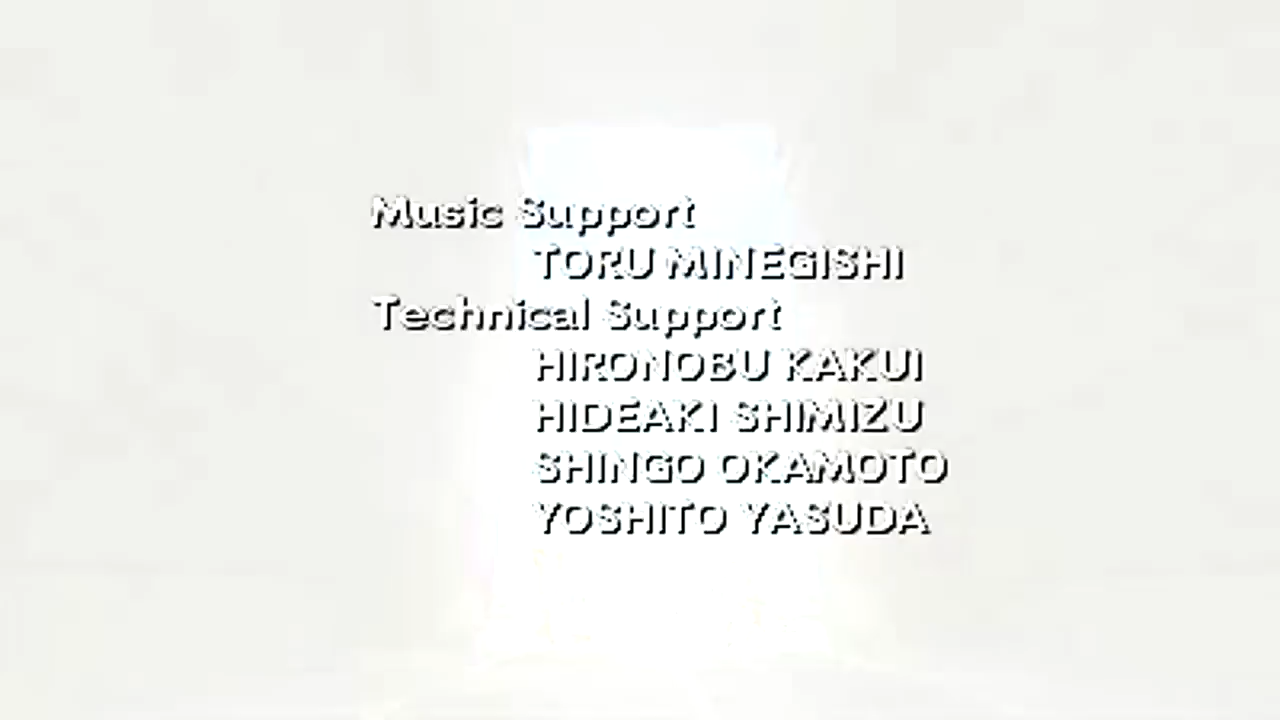 Music Support
TORU MINEGISHI
Technical Support
HIRONOBU KAKUI
HIDEAKI SHIMIZU
SHINGO OKAMOTO
YOSHITO YASUDA